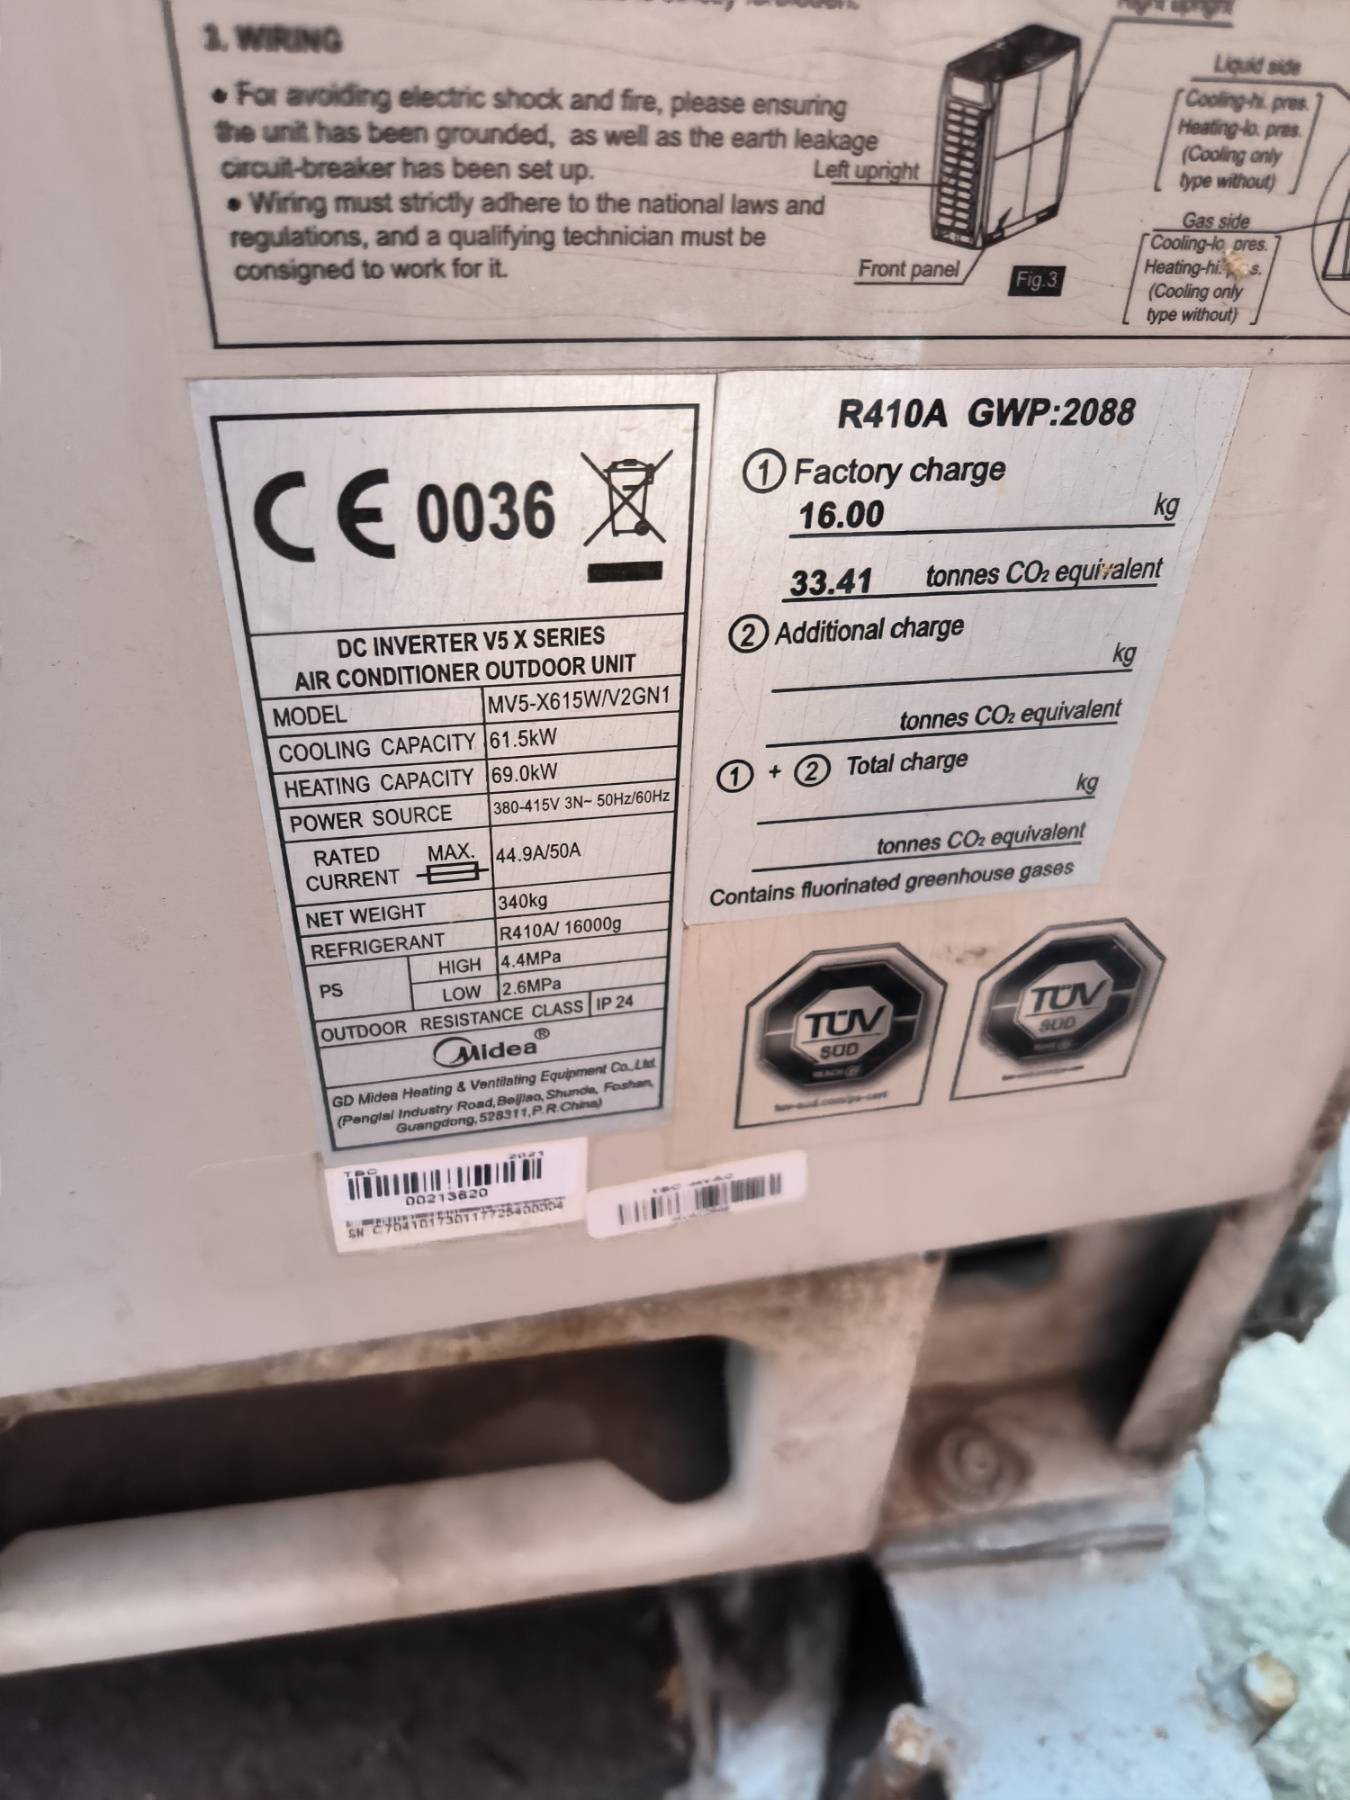 3. WIRING
● For avoiding electric shock and fire, please ensuring
the unit has been grounded, as well as the earth leakage
circuit-breaker has been set up.
● Wiring must strictly adhere to the national laws and
regulations, and a qualifying technician must be
consigned to work for it.
Right upright
Left upright
Front panel
Fig.3
Liquid side
Cooling-hi. pres.
Heating-lo. pres.
(Cooling only
type without)
Gas side
Cooling-lo. pres.
Heating-hi.
(Cooling only
type without)
CE 0036
DC INVERTER V5 X SERIES
AIR CONDITIONER OUTDOOR UNIT
MODEL MV5-X615W/V2GN1
COOLING CAPACITY 61.5kW
HEATING CAPACITY 69.0kW
POWER SOURCE 380-415V 3N~ 50Hz/60Hz
RATED CURRENT MAX. 44.9A/50A
NET WEIGHT 340kg
REFRIGERANT R410A/ 16000g
PS HIGH 4.4MPa
LOW 2.6MPa
OUTDOOR RESISTANCE CLASS IP 24
Midea®
GD Midea Heating & Ventilating Equipment Co.,Ltd.
(Penglai Industry Road, Beijiao, Shunde, Foshan,
Guangdong, 528311, P.R.China)
R410A GWP:2088
① Factory charge
16.00 kg
33.41 tonnes CO₂ equivalent
② Additional charge
kg
tonnes CO₂ equivalent
① + ② Total charge
kg
tonnes CO₂ equivalent
Contains fluorinated greenhouse gases
TÜV
SÜD
TÜV
SÜD
TBC 2021
00213620